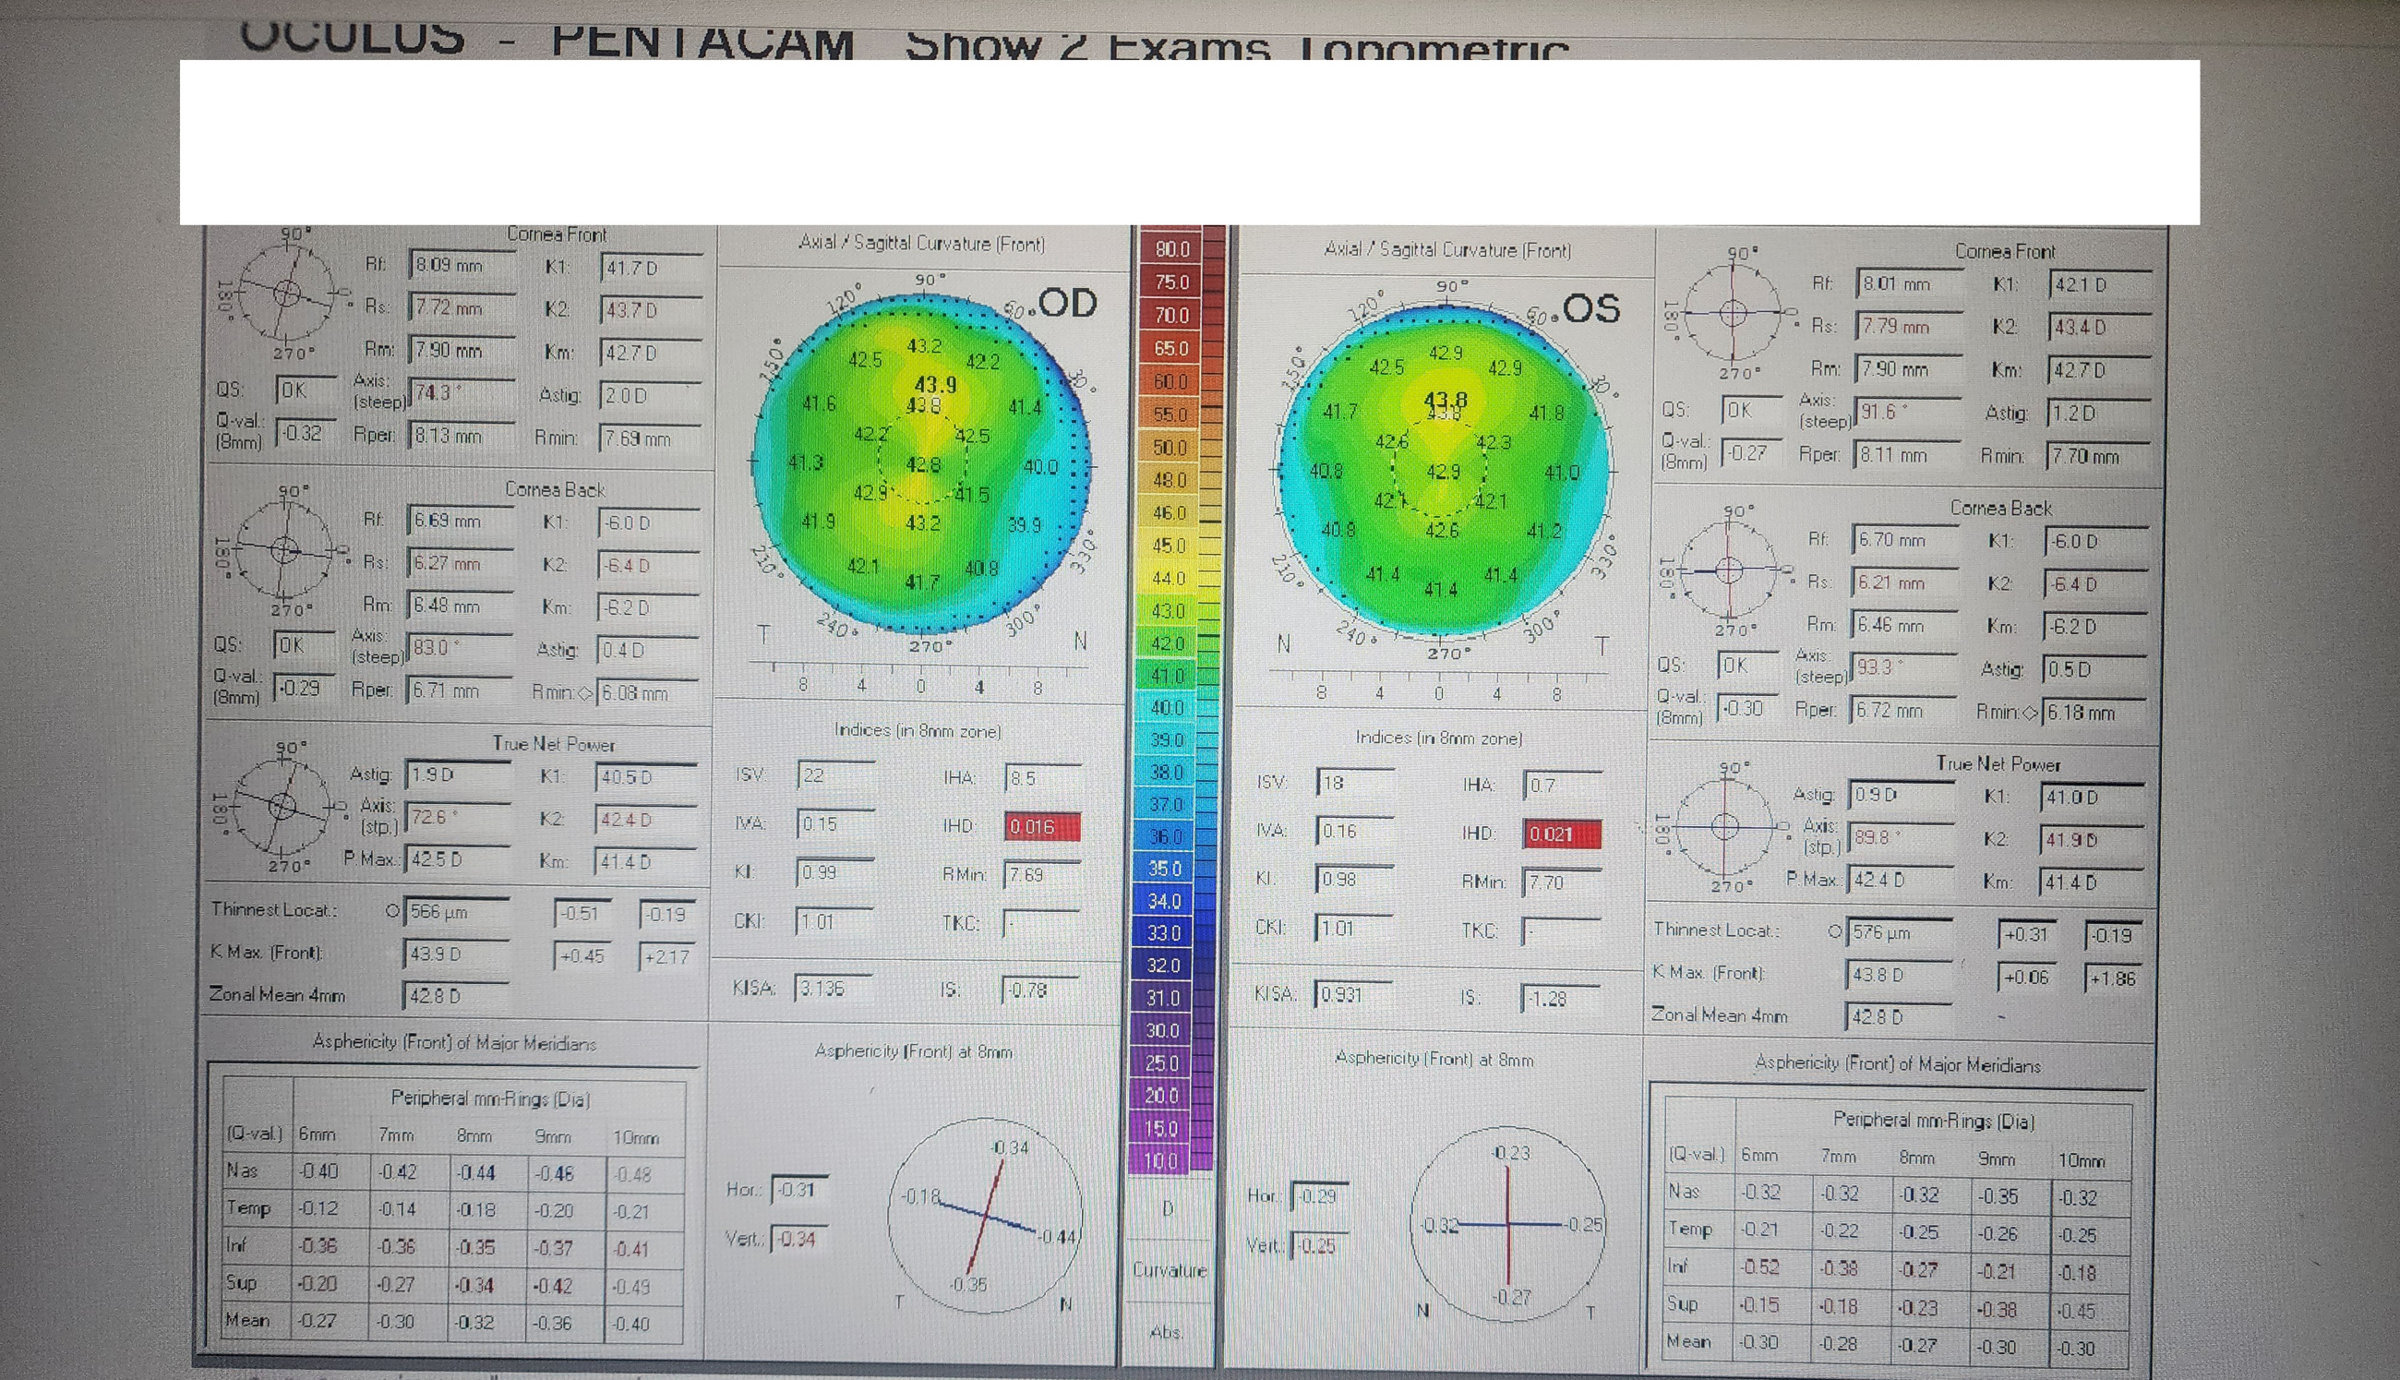 OCULUS - PENTACAM Show 2 Exams Topometric
Cornea Front
90°
180°
0°
270°
Rf: 8.09 mm K1: 41.7 D
Rs: 7.72 mm K2: 43.7 D
Rm: 7.90 mm Km: 42.7 D
QS: OK Axis: (steep) 74.3° Astig: 2.0 D
Q-val.: (8mm) -0.32 Rper: 8.13 mm Rmin: 7.69 mm
Cornea Back
90°
180°
0°
270°
Rf: 6.69 mm K1: -6.0 D
Rs: 6.27 mm K2: -6.4 D
Rm: 6.48 mm Km: -6.2 D
QS: OK Axis: (steep) 83.0° Astig: 0.4 D
Q-val.: (8mm) -0.29 Rper: 6.71 mm Rmin: 6.08 mm
True Net Power
90°
180°
0°
270°
Astig: 1.9 D K1: 40.5 D
Axis: (stp.) 72.6° K2: 42.4 D
P.Max.: 42.5 D Km: 41.4 D
Thinnest Locat.: 566 µm -0.51 -0.19
K Max. (Front): 43.9 D +0.45 +2.17
Zonal Mean 4mm 42.8 D
Asphericity (Front) of Major Meridians
Peripheral mm-Rings (Dia)
(Q-val.) 6mm 7mm 8mm 9mm 10mm
Nas -0.40 -0.42 -0.44 -0.46 -0.48
Temp -0.12 -0.14 -0.18 -0.20 -0.21
Inf -0.36 -0.36 -0.35 -0.37 -0.41
Sup -0.20 -0.27 -0.34 -0.42 -0.49
Mean -0.27 -0.30 -0.32 -0.36 -0.40
Axial / Sagittal Curvature (Front)
OD
90°
120° 60°
150° 30°
43.2
42.5 42.2
43.9
41.6 43.8 41.4
42.2 42.5
41.3 42.8 40.0
42.9 41.5
41.9 43.2 39.9
42.1 41.7 40.8
210° 330°
240° 300°
270°
T N
8 4 0 4 8
Indices (in 8mm zone)
ISV: 22 IHA: 8.5
IVA: 0.15 IHD: 0.016
KI: 0.99 RMin: 7.69
CKI: 1.01 TKC: -
KISA: 3.136 IS: -0.78
Asphericity (Front) at 8mm
Hor.: -0.31
Vert.: -0.34
-0.34
-0.18
-0.44
-0.35
T N
80.0
75.0
70.0
65.0
60.0
55.0
50.0
48.0
46.0
45.0
44.0
43.0
42.0
41.0
40.0
39.0
38.0
37.0
36.0
35.0
34.0
33.0
32.0
31.0
30.0
25.0
20.0
15.0
10.0
D
Curvature
Abs.
Axial / Sagittal Curvature (Front)
OS
90°
120° 60°
150° 30°
42.9
42.5 42.9
43.8
41.7 43.8 41.8
42.6 42.3
40.8 42.9 41.0
42.1 42.1
40.8 42.6 41.2
41.4 41.4 41.4
210° 330°
240° 300°
270°
N T
8 4 0 4 8
Indices (in 8mm zone)
ISV: 18 IHA: 0.7
IVA: 0.16 IHD: 0.021
KI: 0.98 RMin: 7.70
CKI: 1.01 TKC: -
KISA: 0.931 IS: -1.28
Asphericity (Front) at 8mm
Hor.: -0.29
Vert.: -0.25
-0.23
-0.32 -0.25
-0.27
N T
Cornea Front
90°
180°
0°
270°
Rf: 8.01 mm K1: 42.1 D
Rs: 7.79 mm K2: 43.4 D
Rm: 7.90 mm Km: 42.7 D
QS: OK Axis: (steep) 91.6° Astig: 1.2 D
Q-val.: (8mm) -0.27 Rper: 8.11 mm Rmin: 7.70 mm
Cornea Back
90°
180°
0°
270°
Rf: 6.70 mm K1: -6.0 D
Rs: 6.21 mm K2: -6.4 D
Rm: 6.46 mm Km: -6.2 D
QS: OK Axis: (steep) 93.3° Astig: 0.5 D
Q-val.: (8mm) -0.30 Rper: 6.72 mm Rmin: 6.18 mm
True Net Power
90°
180°
0°
270°
Astig: 0.9 D K1: 41.0 D
Axis: (stp.) 89.8° K2: 41.9 D
P.Max.: 42.4 D Km: 41.4 D
Thinnest Locat.: 576 µm +0.31 -0.19
K Max. (Front): 43.8 D +0.06 +1.86
Zonal Mean 4mm 42.8 D
Asphericity (Front) of Major Meridians
Peripheral mm-Rings (Dia)
(Q-val.) 6mm 7mm 8mm 9mm 10mm
Nas -0.32 -0.32 -0.32 -0.35 -0.32
Temp -0.21 -0.22 -0.25 -0.26 -0.25
Inf -0.52 -0.38 -0.27 -0.21 -0.18
Sup -0.15 -0.18 -0.23 -0.38 -0.45
Mean -0.30 -0.28 -0.27 -0.30 -0.30